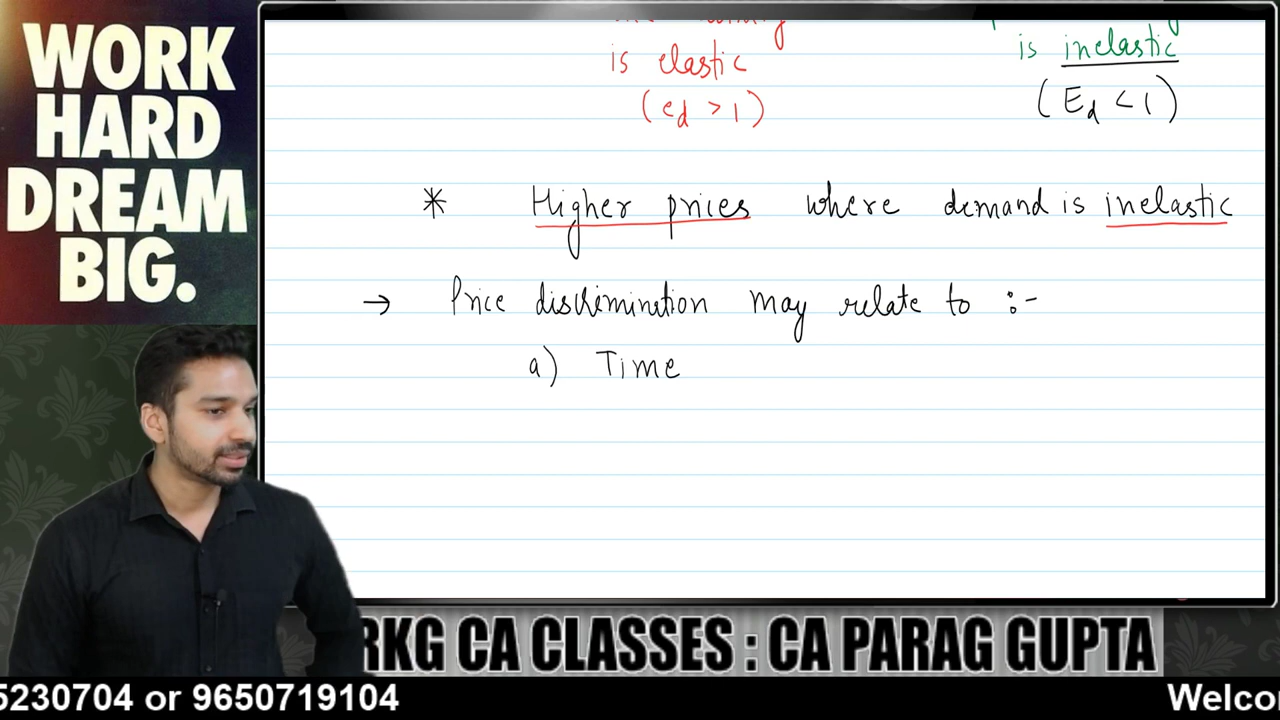 WORK
HARD
DREAM
BIG.
is elastic
(ed > 1)
is inelastic
(Ed < 1)
* Higher prices where demand is inelastic
→ Price discrimination may relate to :-
a) Time
RKG CA CLASSES : CA PARAG GUPTA
5230704 or 9650719104
Welco